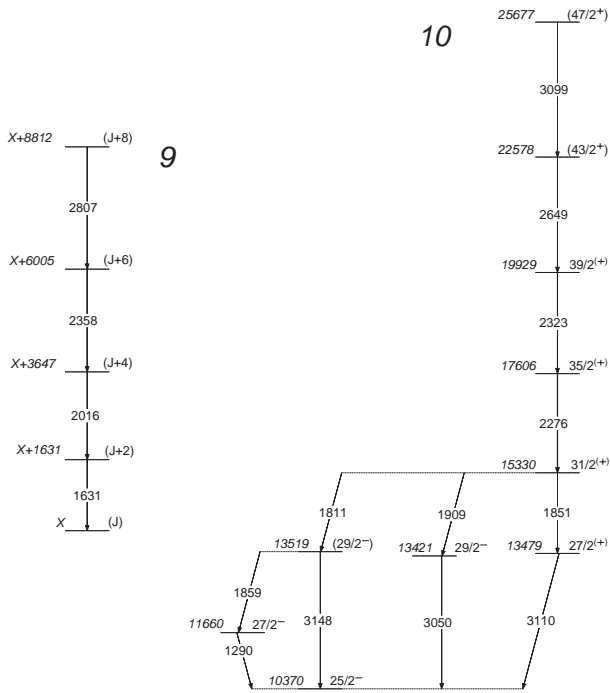 25677 (47/2⁺)
10
3099
X+8812 (J+8)
9
22578 (43/2⁺)
2807
2649
X+6005 (J+6)
19929 39/2⁽⁺⁾
2358
2323
X+3647 (J+4)
17606 35/2⁽⁺⁾
2016
2276
X+1631 (J+2)
15330 31/2⁽⁺⁾
1631
1811 1909 1851
X (J)
13519 (29/2⁻) 13421 29/2⁻ 13479 27/2⁽⁺⁾
1859
11660 27/2⁻ 3148 3050 3110
1290
10370 25/2⁻